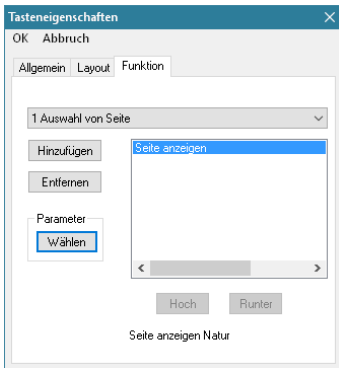 Tasteneigenschaften
OK Abbruch
Allgemein Layout Funktion
1 Auswahl von Seite
Hinzufügen
Seite anzeigen
Entfernen
Parameter
Wählen
Hoch Runter
Seite anzeigen Natur